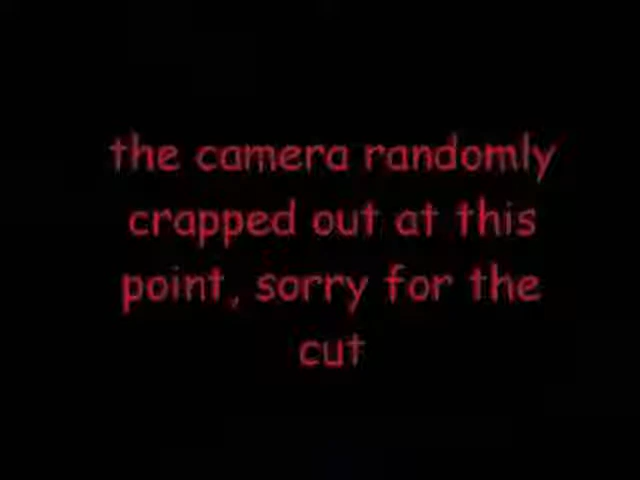 the camera randomly
crapped out at this
point, sorry for the
cut